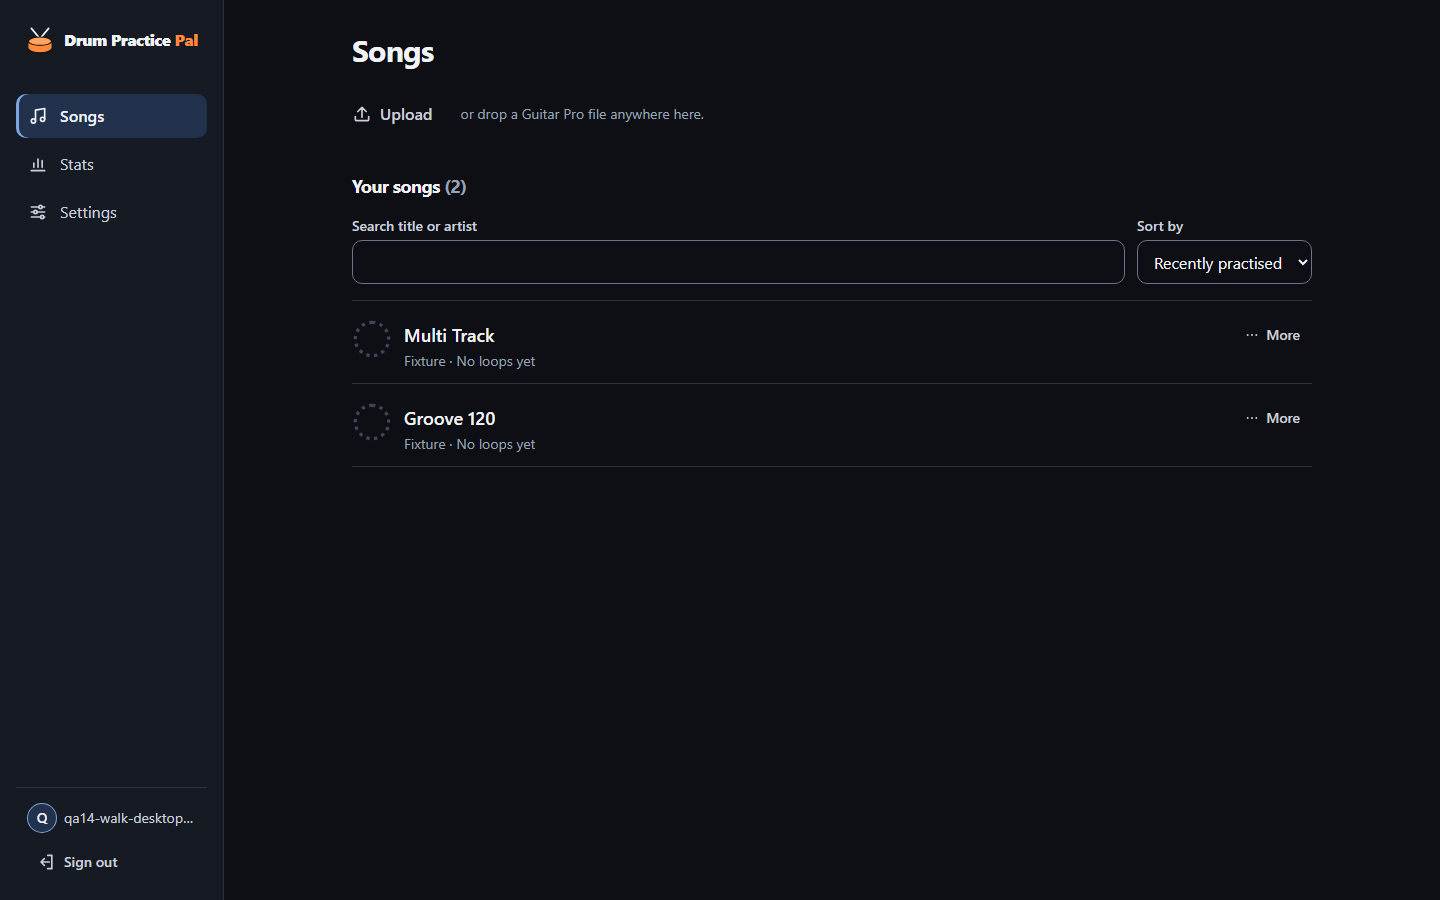 Drum Practice Pal
Songs
Stats
Settings
qa14-walk-desktop...
Q
Sign out
Songs
Upload
or drop a Guitar Pro file anywhere here.
Your songs (2)
Search title or artist
Sort by
Recently practised
Multi Track
Fixture · No loops yet
··· More
Groove 120
Fixture · No loops yet
··· More